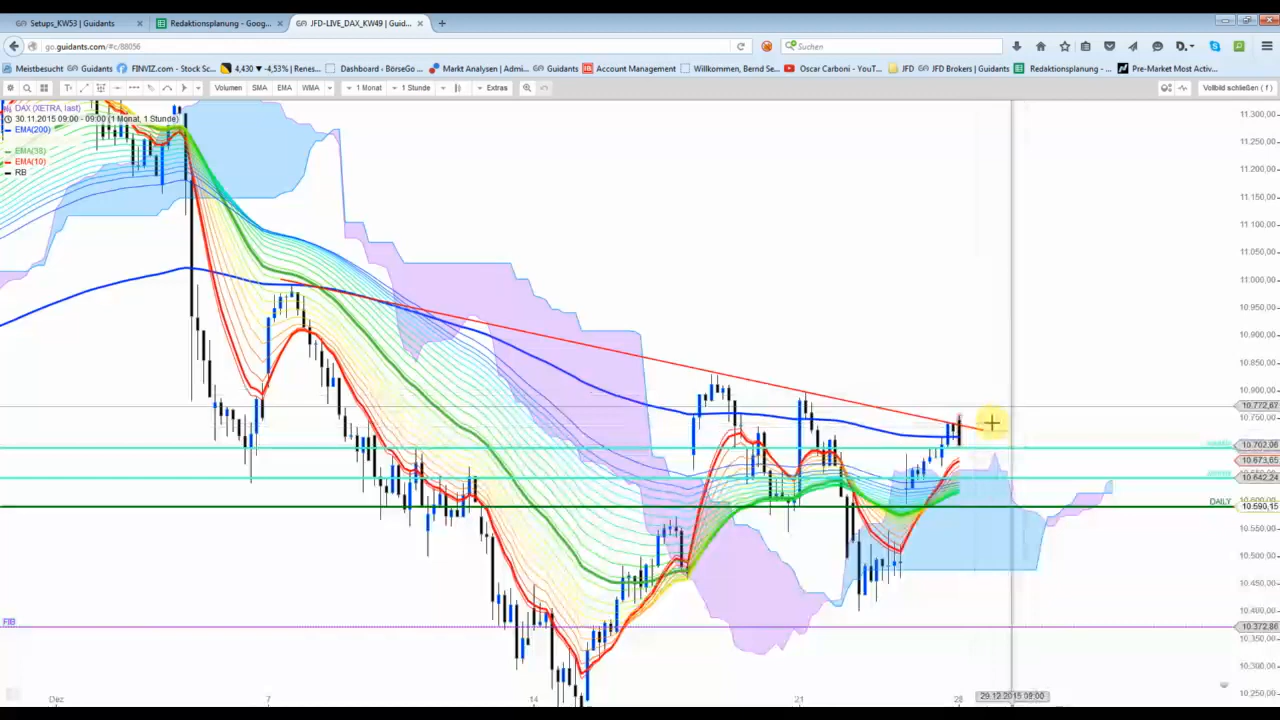 Setups_KW53 | Guidants
Redaktionsplanung - Goog...
JFD-LIVE_DAX_KW49 | Guid...
go.guidants.com/#c/88056
Suchen
Meistbesucht
Guidants
FINVIZ.com - Stock Sc...
4,430 ▼ -4,53% | Renes...
Dashboard - BörseGo ...
Markt Analysen | Admi...
Guidants
Account Management
Willkommen, Bernd Se...
Oscar Carboni - YouT...
JFD
JFD Brokers | Guidants
Redaktionsplanung - ...
Pre-Market Most Activ...
Volumen
SMA
EMA
WMA
1 Monat
1 Stunde
Extras
Vollbild schließen ( f )
DAX (XETRA, last)
30.11.2015 09:00 - 09:00 (1 Monat, 1 Stunde)
EMA(200)
EMA(38)
EMA(10)
RB
11.300,00
11.250,00
11.200,00
11.150,00
11.100,00
11.050,00
11.000,00
10.950,00
10.900,00
10.850,00
10.800,00
10.772,67
10.750,00
10.702,06
10.673,65
10.642,24
10.600,00
DAILY
10.590,15
10.550,00
10.500,00
10.450,00
10.400,00
FIB
10.372,86
10.350,00
10.300,00
10.250,00
Dez
7
14
21
28
29.12.2015 09:00